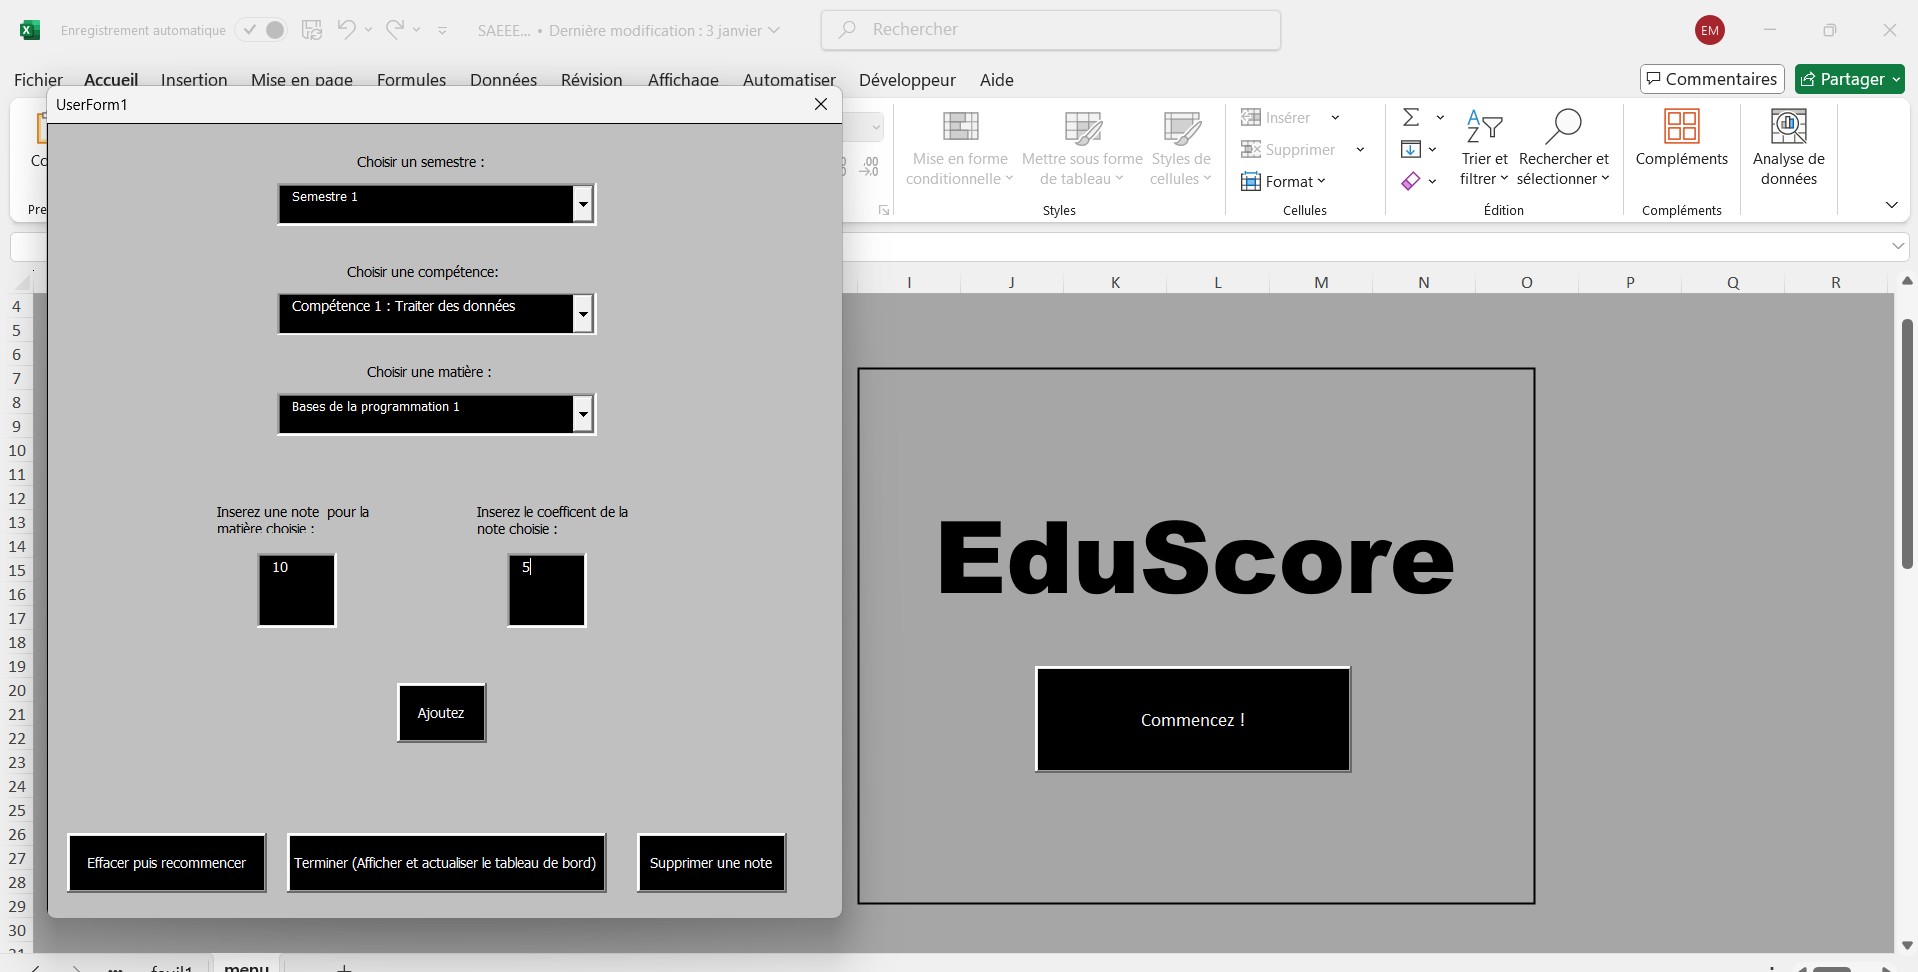 Enregistrement automatique
SAEEE... • Dernière modification : 3 janvier
Rechercher
EM
Fichier Accueil Insertion Mise en page Formules Données Révision Affichage Automatiser Développeur Aide
Commentaires
Partager
UserForm1
Choisir un semestre :
Semestre 1
Choisir une compétence:
Compétence 1 : Traiter des données
Choisir une matière :
Bases de la programmation 1
Inserez une note pour la
matière choisie :
Inserez le coefficent de la
note choisie :
10
5
Ajoutez
Effacer puis recommencer
Terminer (Afficher et actualiser le tableau de bord)
Supprimer une note
Co
Pre
,00
→,0
Mise en forme
conditionnelle
Mettre sous forme
de tableau
Styles de
cellules
Styles
Insérer
Supprimer
Format
Cellules
Trier et
filtrer
Rechercher et
sélectionner
Édition
Compléments
Compléments
Analyse de
données
I J K L M N O P Q R
4
5
6
7
8
9
10
11
12
13
14
15
16
17
18
19
20
21
22
23
24
25
26
27
28
29
30
31
EduScore
Commencez !
feuil1
menu